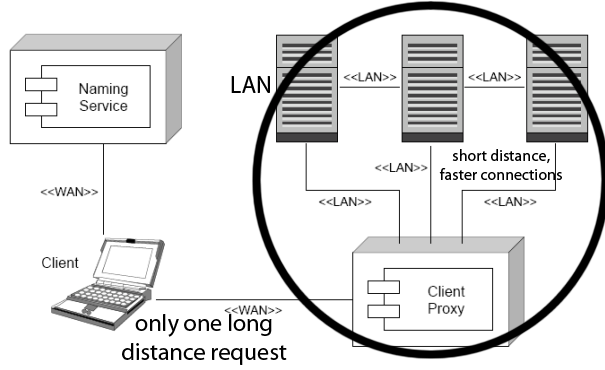 Naming
Service
LAN
<<LAN>>
<<LAN>>
short distance,
faster connections
<<LAN>>
<<LAN>>
<<LAN>>
<<WAN>>
Client
<<WAN>>
only one long
distance request
Client
Proxy